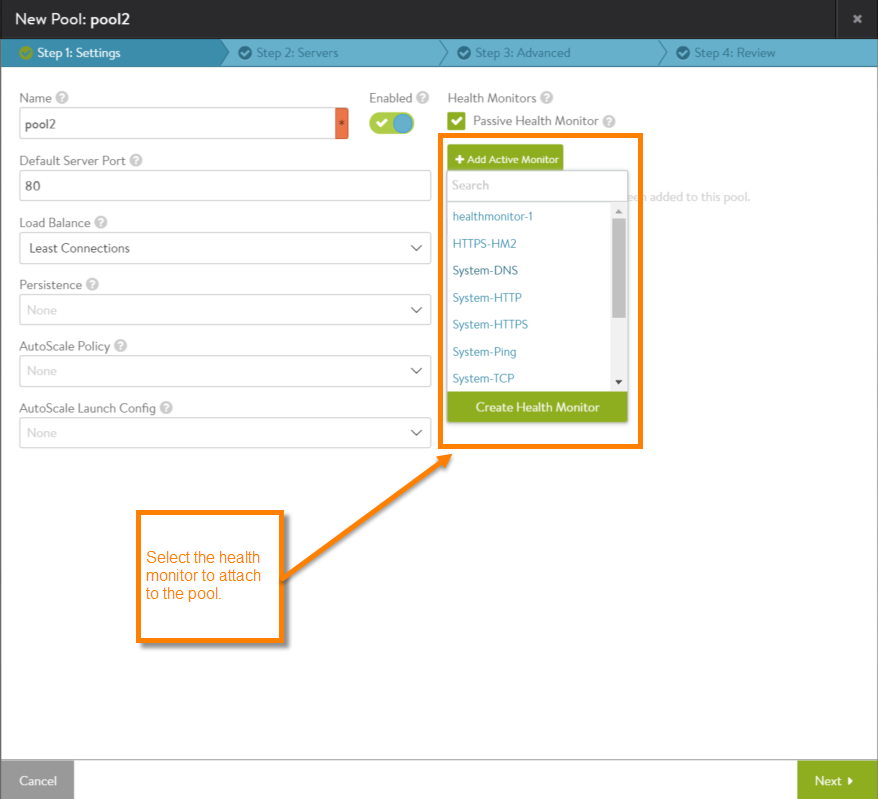 New Pool: pool2
Step 1: Settings
Step 2: Servers
Step 3: Advanced
Step 4: Review
Name
pool2
*
Enabled
Default Server Port
80
Load Balance
Least Connections
Persistence
None
AutoScale Policy
None
AutoScale Launch Config
None
Health Monitors
Passive Health Monitor
Add Active Monitor
Search
added to this pool.
healthmonitor-1
HTTPS-HM2
System-DNS
System-HTTP
System-HTTPS
System-Ping
System-TCP
Create Health Monitor
Select the health
monitor to attach
to the pool.
Cancel
Next